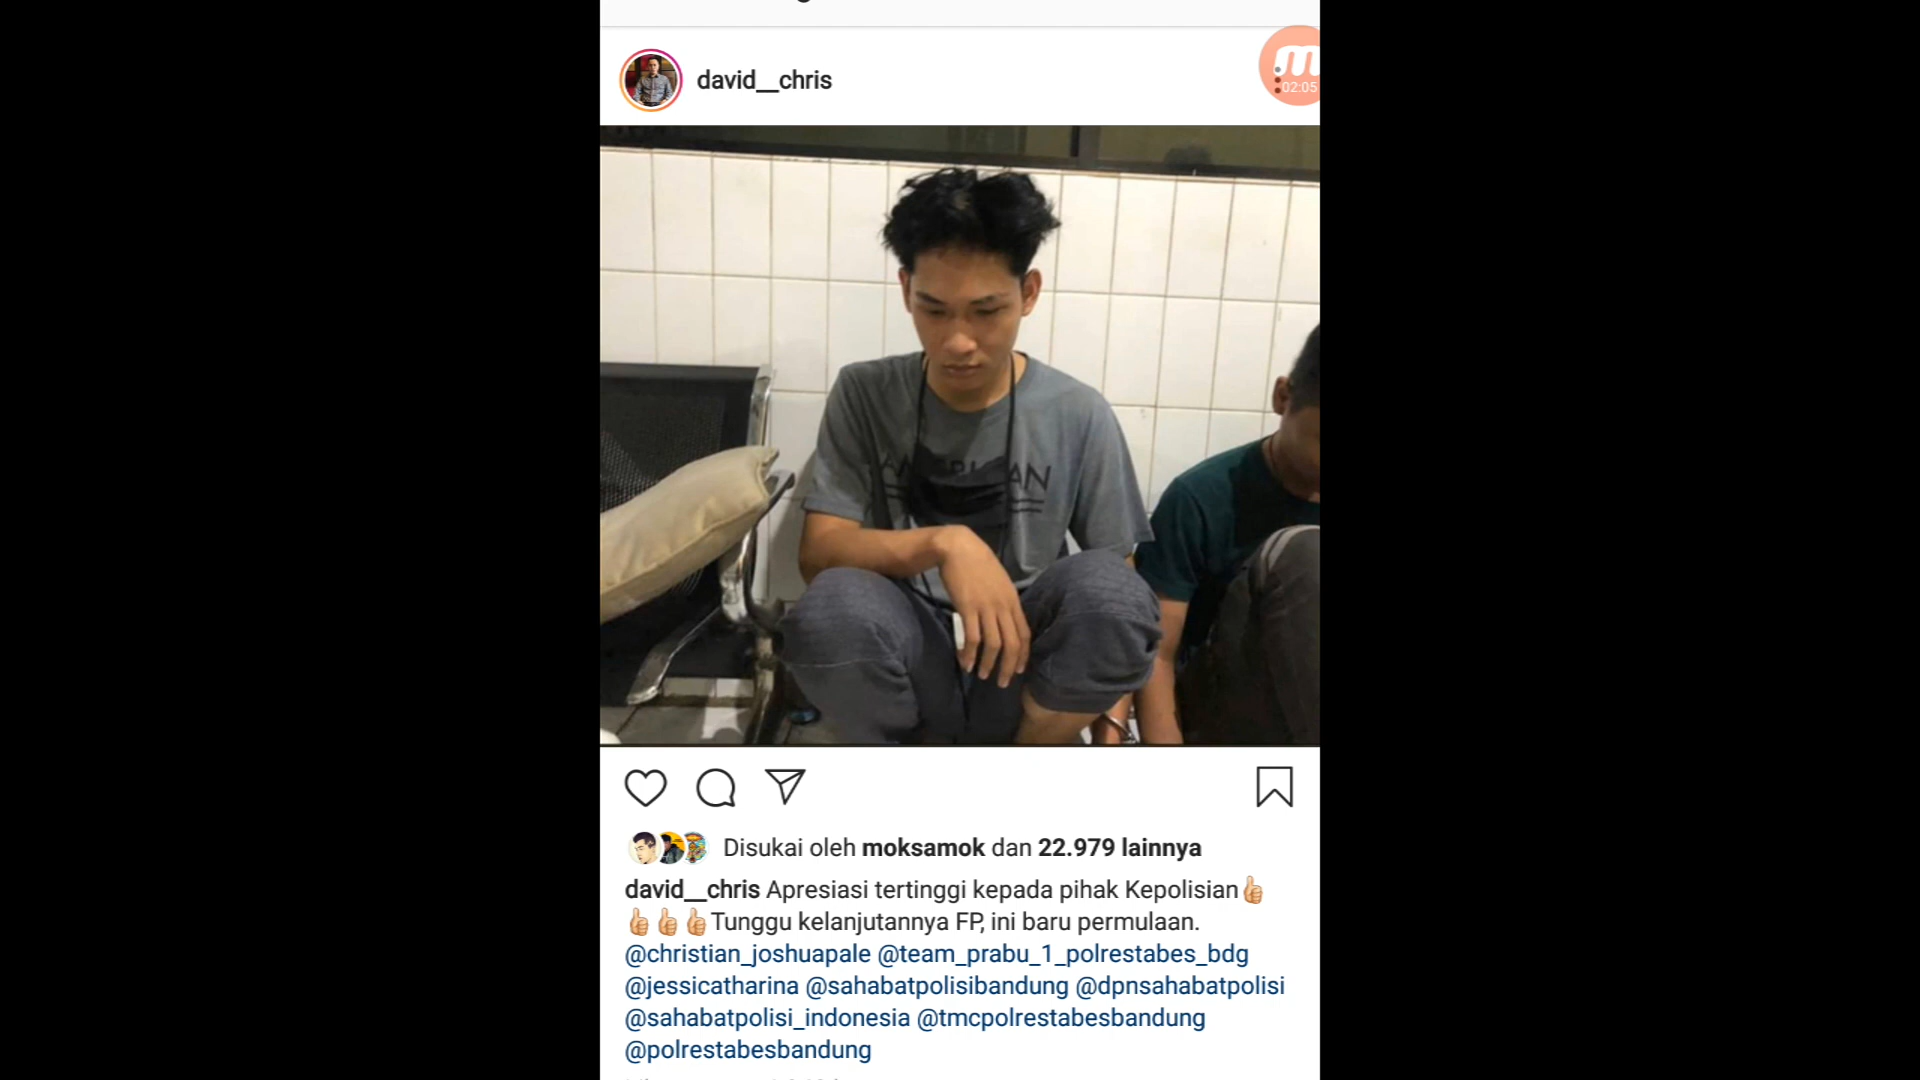 david__chris
02:05
AMERICAN
Disukai oleh moksamok dan 22.979 lainnya
david__chris Apresiasi tertinggi kepada pihak Kepolisian👍
👍👍👍Tunggu kelanjutannya FP, ini baru permulaan.
@christian_joshuapale @team_prabu_1_polrestabes_bdg
@jessicatharina @sahabatpolisibandung @dpnsahabatpolisi
@sahabatpolisi_indonesia @tmcpolrestabesbandung
@polrestabesbandung